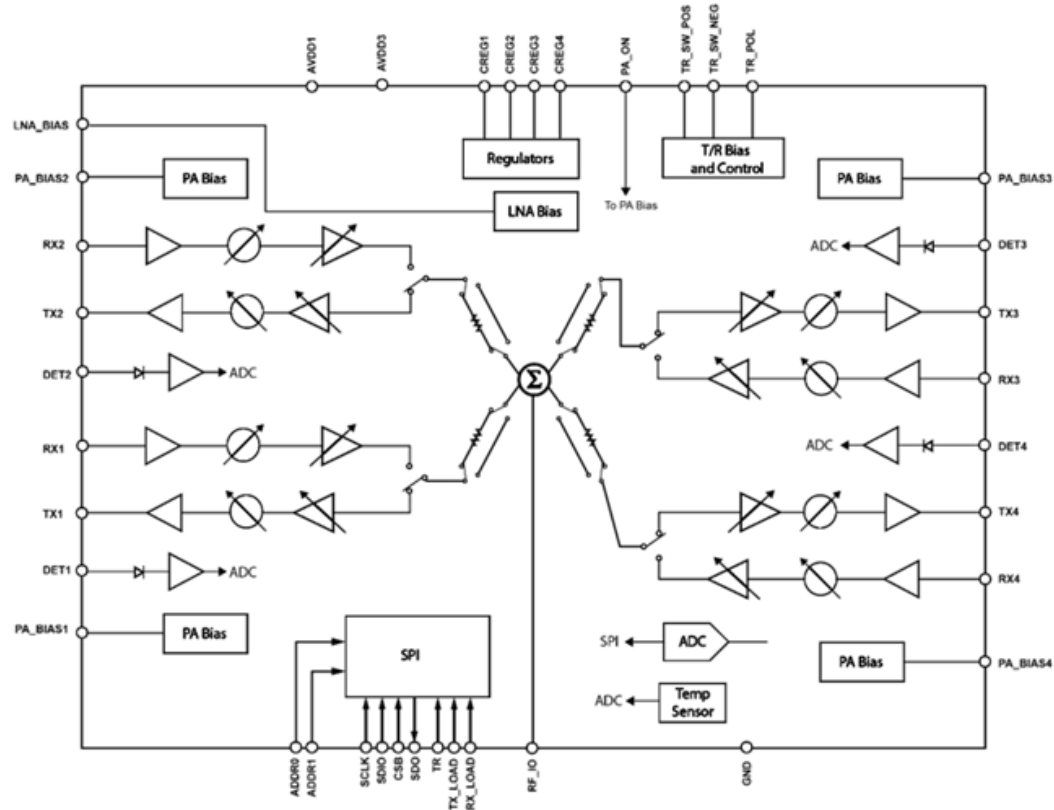 AVDD1
AVDD3
CREG1
CREG2
CREG3
CREG4
PA_ON
TR_SW_POS
TR_SW_NEG
TR_POL
LNA_BIAS
PA_BIAS2
PA Bias
Regulators
T/R Bias
and Control
PA Bias
PA_BIAS3
LNA Bias
To PA Bias
RX2
ADC
DET3
TX2
TX3
DET2
ADC
Σ
RX3
RX1
ADC
DET4
TX1
TX4
DET1
ADC
RX4
PA_BIAS1
PA Bias
SPI
SPI
ADC
PA Bias
PA_BIAS4
ADC
Temp
Sensor
ADDR0
ADDR1
SCLK
SDIO
CSB
SDO
TR
TX_LOAD
RX_LOAD
RF_IO
GND